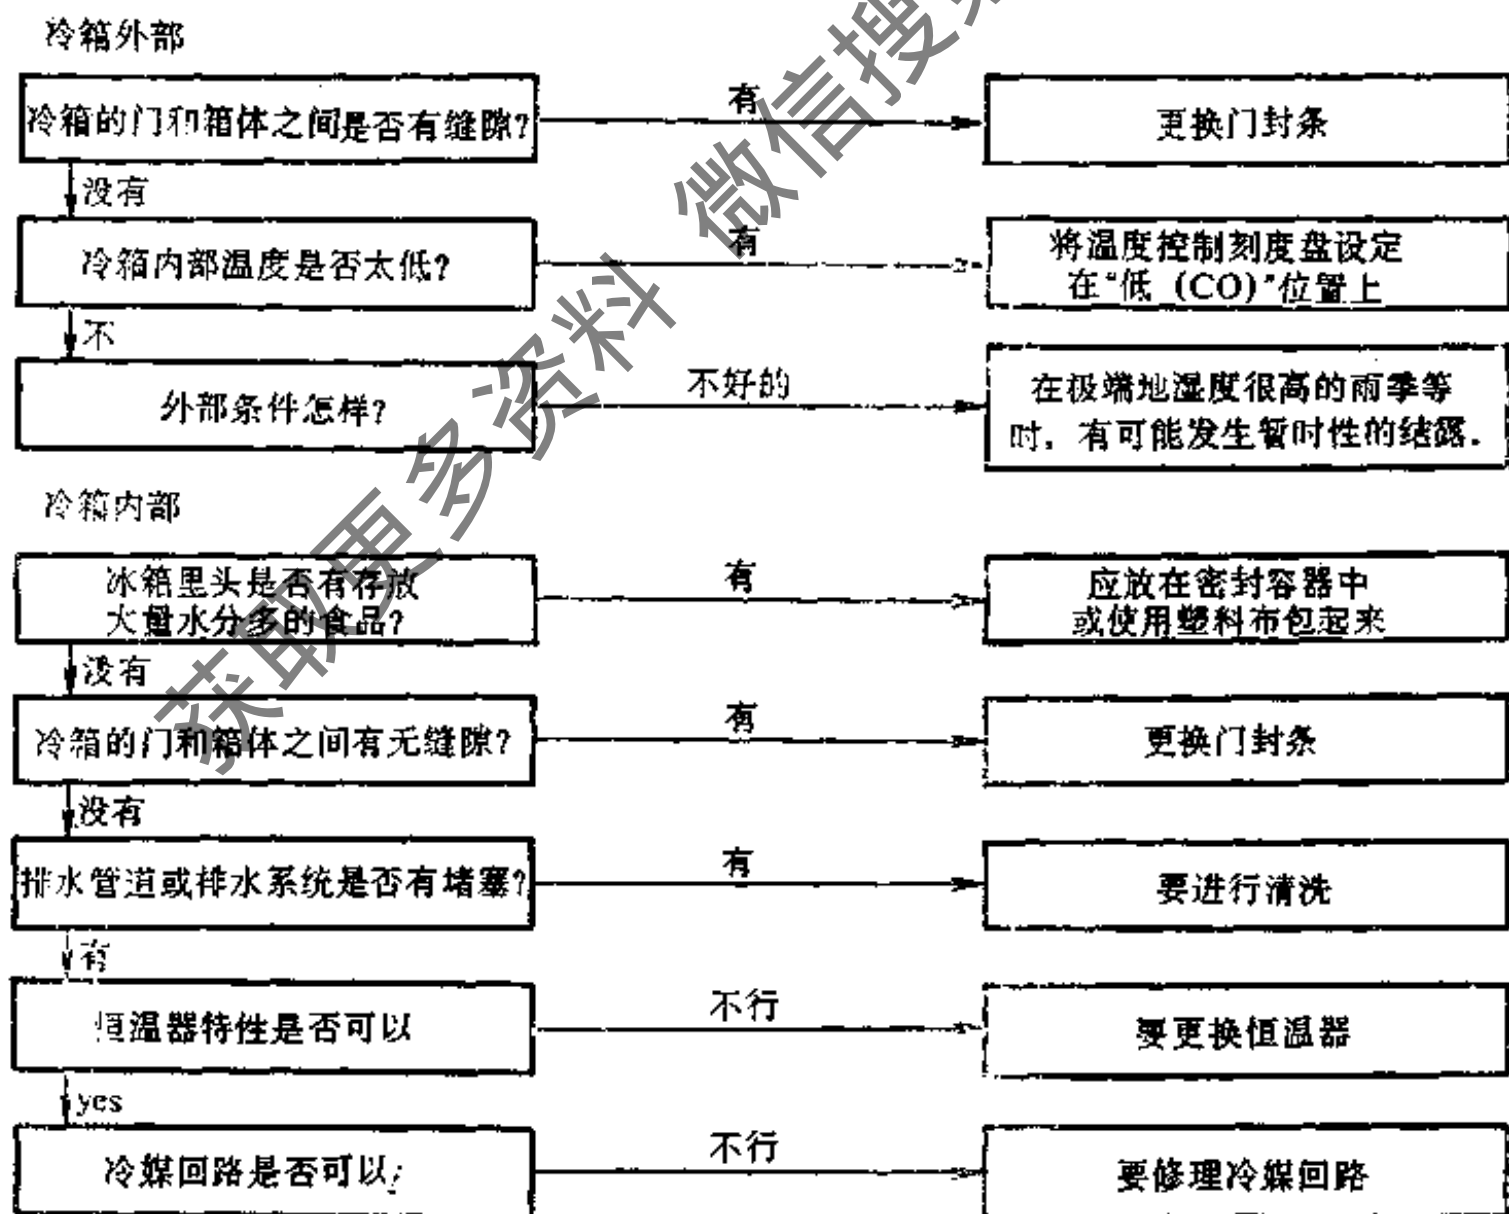 冷箱外部
冷箱的门和箱体之间是否有缝隙?
有
更换门封条
没有
冷箱内部温度是否太低?
有
将温度控制刻度盘设定
在“低 (CO)”位置上
不
外部条件怎样?
不好的
在极端地湿度很高的雨季等
时, 有可能发生暂时性的结露.
冷箱内部
冰箱里头是否有存放
大量水分多的食品?
有
应放在密封容器中
或使用塑料布包起来
没有
冷箱的门和箱体之间有无缝隙?
有
更换门封条
没有
排水管道或排水系统是否有堵塞?
有
要进行清洗
有
恒温器特性是否可以
不行
要更换恒温器
yes
冷媒回路是否可以
不行
要修理冷媒回路
获取更多资料 微信搜